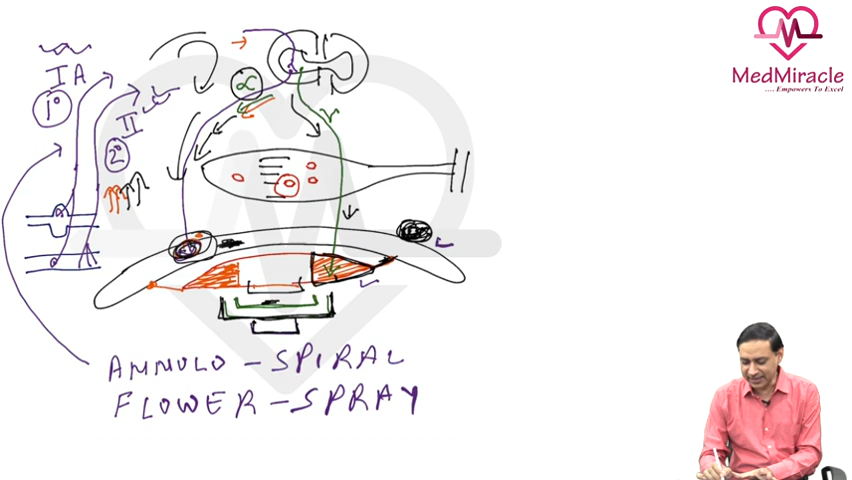 MedMiracle
.... Empowers To Excel
IA
1°
II
2°
α
γ
ANNULO - SPIRAL
FLOWER - SPRAY